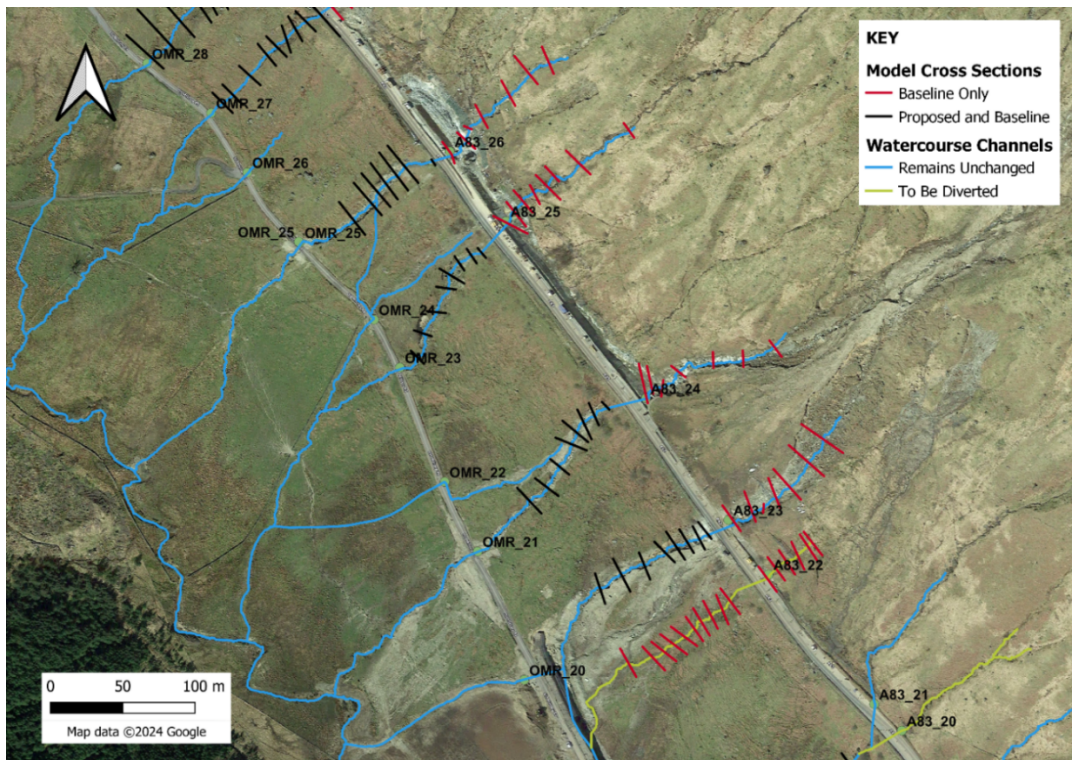 KEY
Model Cross Sections
Baseline Only
Proposed and Baseline
Watercourse Channels
Remains Unchanged
To Be Diverted
OMR_28
OMR_27
A83_26
OMR_26
A83_25
OMR_25
OMR_25
OMR_24
OMR_23
A83_24
OMR_22
A83_23
OMR_21
A83_22
OMR_20
A83_21
A83_20
0 50 100 m
Map data ©2024 Google